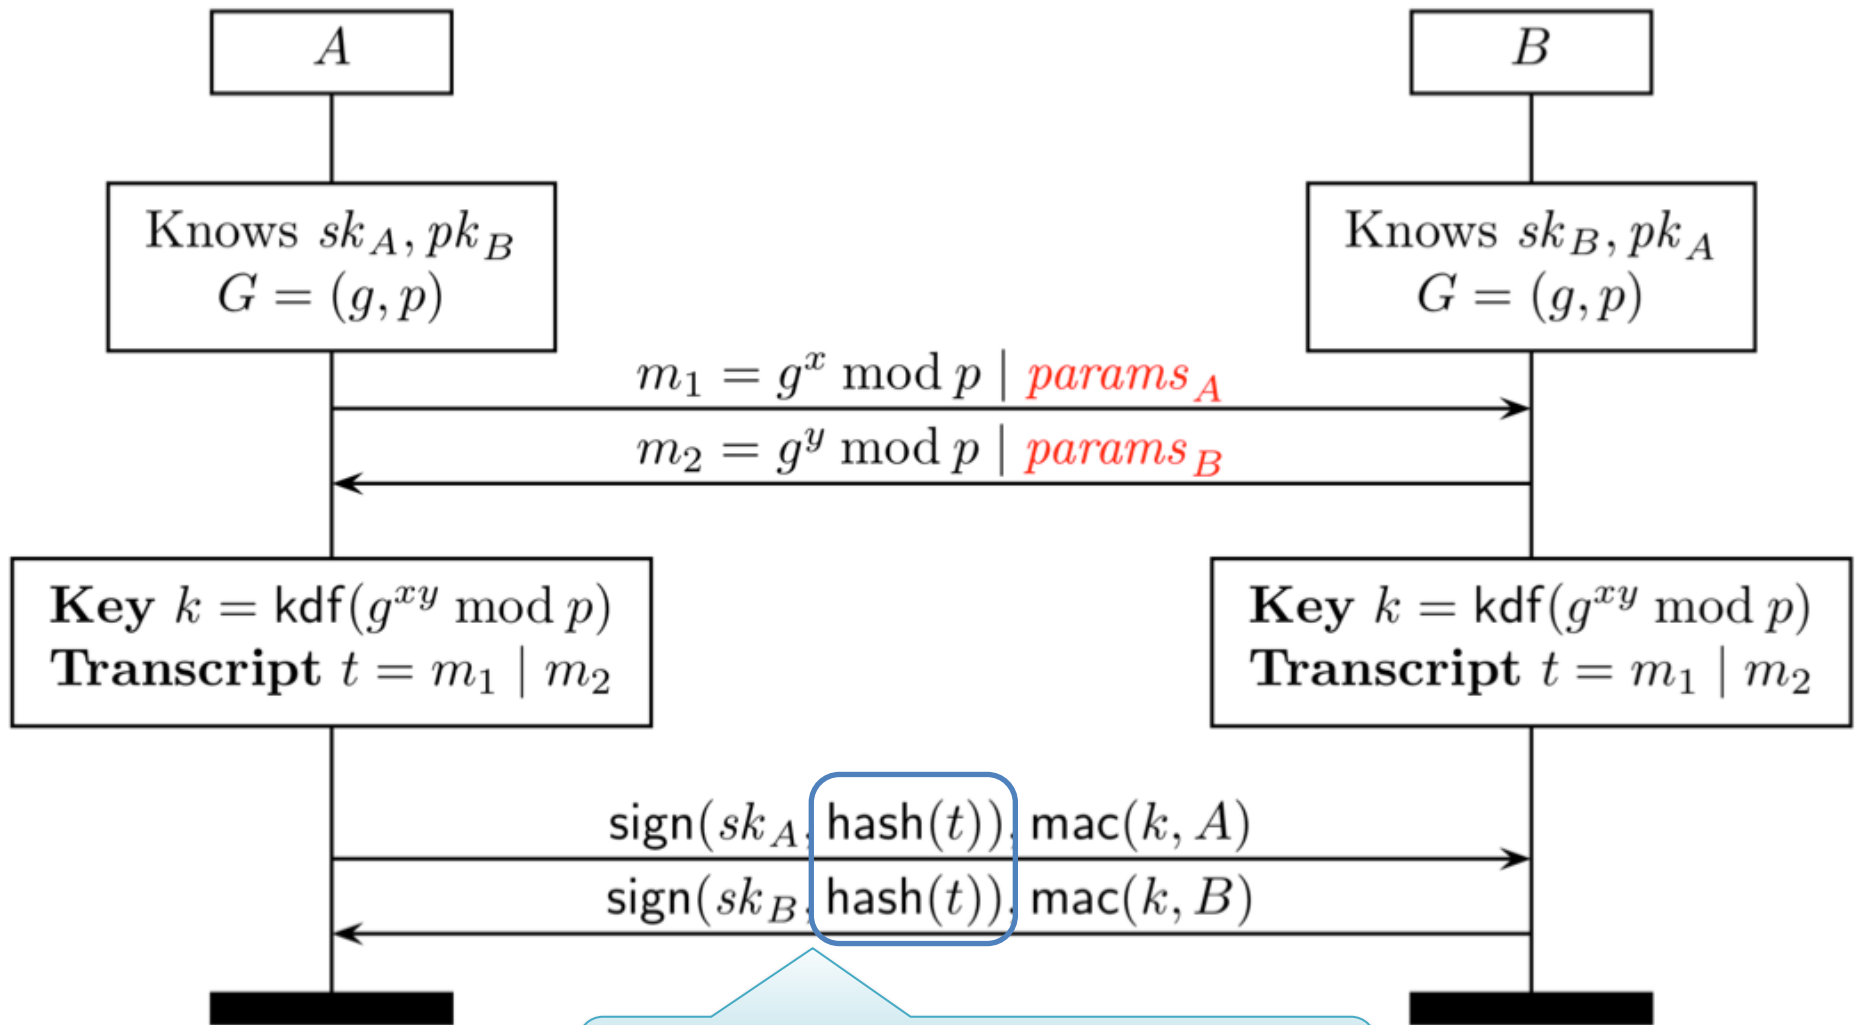 A
B
Knows sk_A, pk_B
G = (g, p)
Knows sk_B, pk_A
G = (g, p)
m_1 = g^x mod p | params_A
m_2 = g^y mod p | params_B
Key k = kdf(g^{xy} mod p)
Transcript t = m_1 | m_2
Key k = kdf(g^{xy} mod p)
Transcript t = m_1 | m_2
sign(sk_A, hash(t)), mac(k, A)
sign(sk_B, hash(t)), mac(k, B)